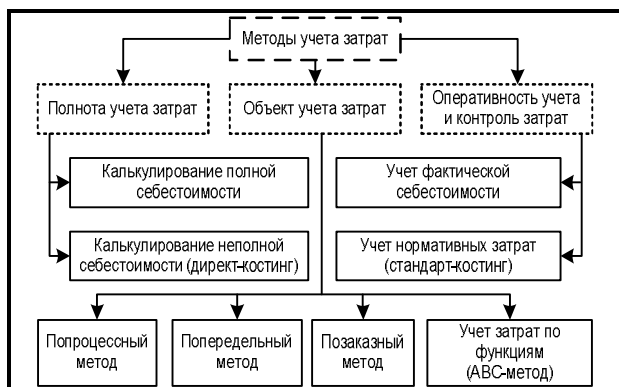 Методы учета затрат
Полнота учета затрат
Объект учета затрат
Оперативность учета
и контроль затрат
Калькулирование полной
себестоимости
Учет фактической
себестоимости
Калькулирование неполной
себестоимости (директ-костинг)
Учет нормативных затрат
(стандарт-костинг)
Попроцессный
метод
Попередельный
метод
Позаказный
метод
Учет затрат по
функциям
(АВС-метод)